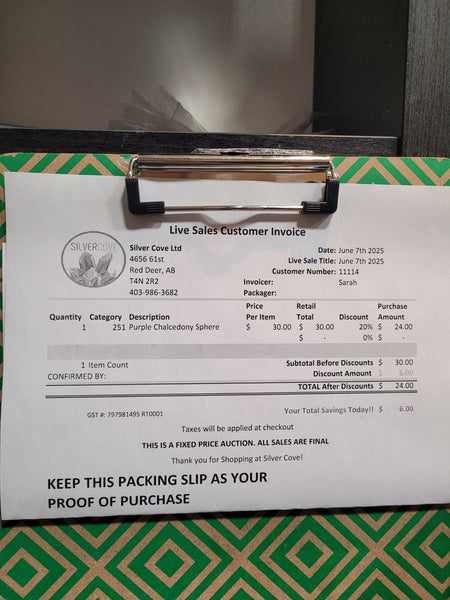 Live Sales Customer Invoice
SILVERCOVE
Silver Cove Ltd
4656 61st
Red Deer, AB
T4N 2R2
403-986-3682
Date: June 7th 2025
Live Sale Title: June 7th 2025
Customer Number: 11114
Invoicer: Sarah
Packager:
Price Retail Purchase
Quantity Category Description Per Item Total Discount Amount
1 251 Purple Chalcedony Sphere $ 30.00 $ 30.00 20% $ 24.00
$ - 0% $ -
1 Item Count Subtotal Before Discounts $ 30.00
CONFIRMED BY: Discount Amount $ 6.00
TOTAL After Discounts $ 24.00
GST #: 797981495 RT0001 Your Total Savings Today!! $ 6.00
Taxes will be applied at checkout
THIS IS A FIXED PRICE AUCTION. ALL SALES ARE FINAL
Thank you for Shopping at Silver Cove!
KEEP THIS PACKING SLIP AS YOUR
PROOF OF PURCHASE